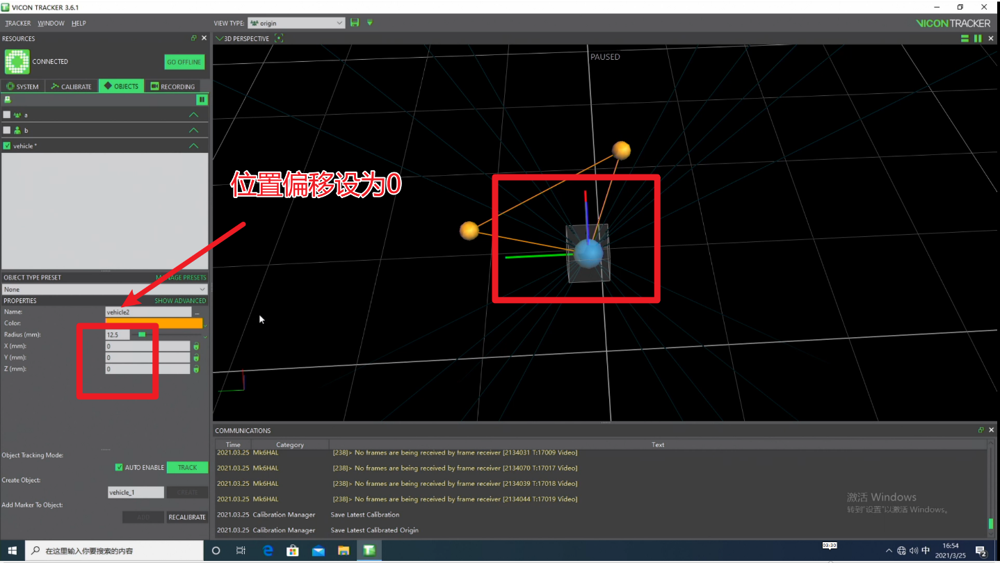 VICON TRACKER 3.6.1
TRACKER WINDOW HELP
VIEW TYPE: origin
VICON TRACKER
RESOURCES
3D PERSPECTIVE
CONNECTED
GO OFFLINE
PAUSED
SYSTEM CALIBRATE OBJECTS RECORDING
a
b
vehicle *
位置偏移设为0
OBJECT TYPE PRESET MANAGE PRESETS
None
PROPERTIES SHOW ADVANCED
Name: vehicle2 ...
Color:
Radius (mm): 12.5
X (mm): 0
Y (mm): 0
Z (mm): 0
Object Tracking Mode:
AUTO ENABLE TRACK
Create Object:
vehicle_1 CREATE
Add Marker To Object:
ADD RECALIBRATE
COMMUNICATIONS
Time Category Text
2021.03.25 Mk6HAL [238]> No frames are being received by frame receiver [2134031 T:17009 Video]
2021.03.25 Mk6HAL [238]> No frames are being received by frame receiver [2134070 T:17017 Video]
2021.03.25 Mk6HAL [238]> No frames are being received by frame receiver [2134039 T:17018 Video]
2021.03.25 Mk6HAL [238]> No frames are being received by frame receiver [2134044 T:17019 Video]
2021.03.25 Calibration Manager Save Latest Calibration
2021.03.25 Calibration Manager Save Latest Calibrated Origin
激活 Windows
转到"设置"以激活 Windows。
在这里输入你要搜索的内容
03:30
中
16:54
2021/3/25
2